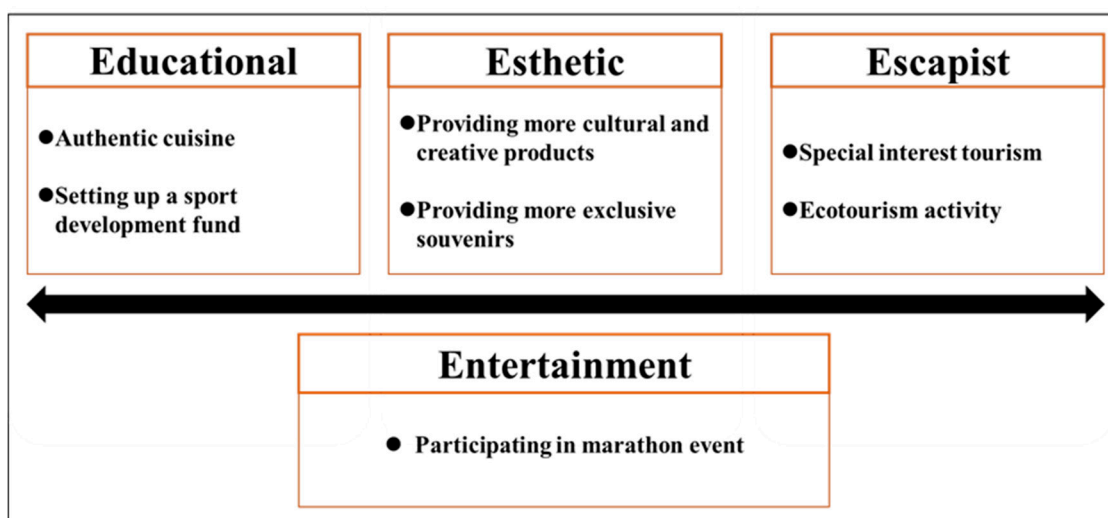 Educational
● Authentic cuisine
● Setting up a sport
development fund
Esthetic
● Providing more cultural and
creative products
● Providing more exclusive
souvenirs
Escapist
● Special interest tourism
● Ecotourism activity
Entertainment
● Participating in marathon event